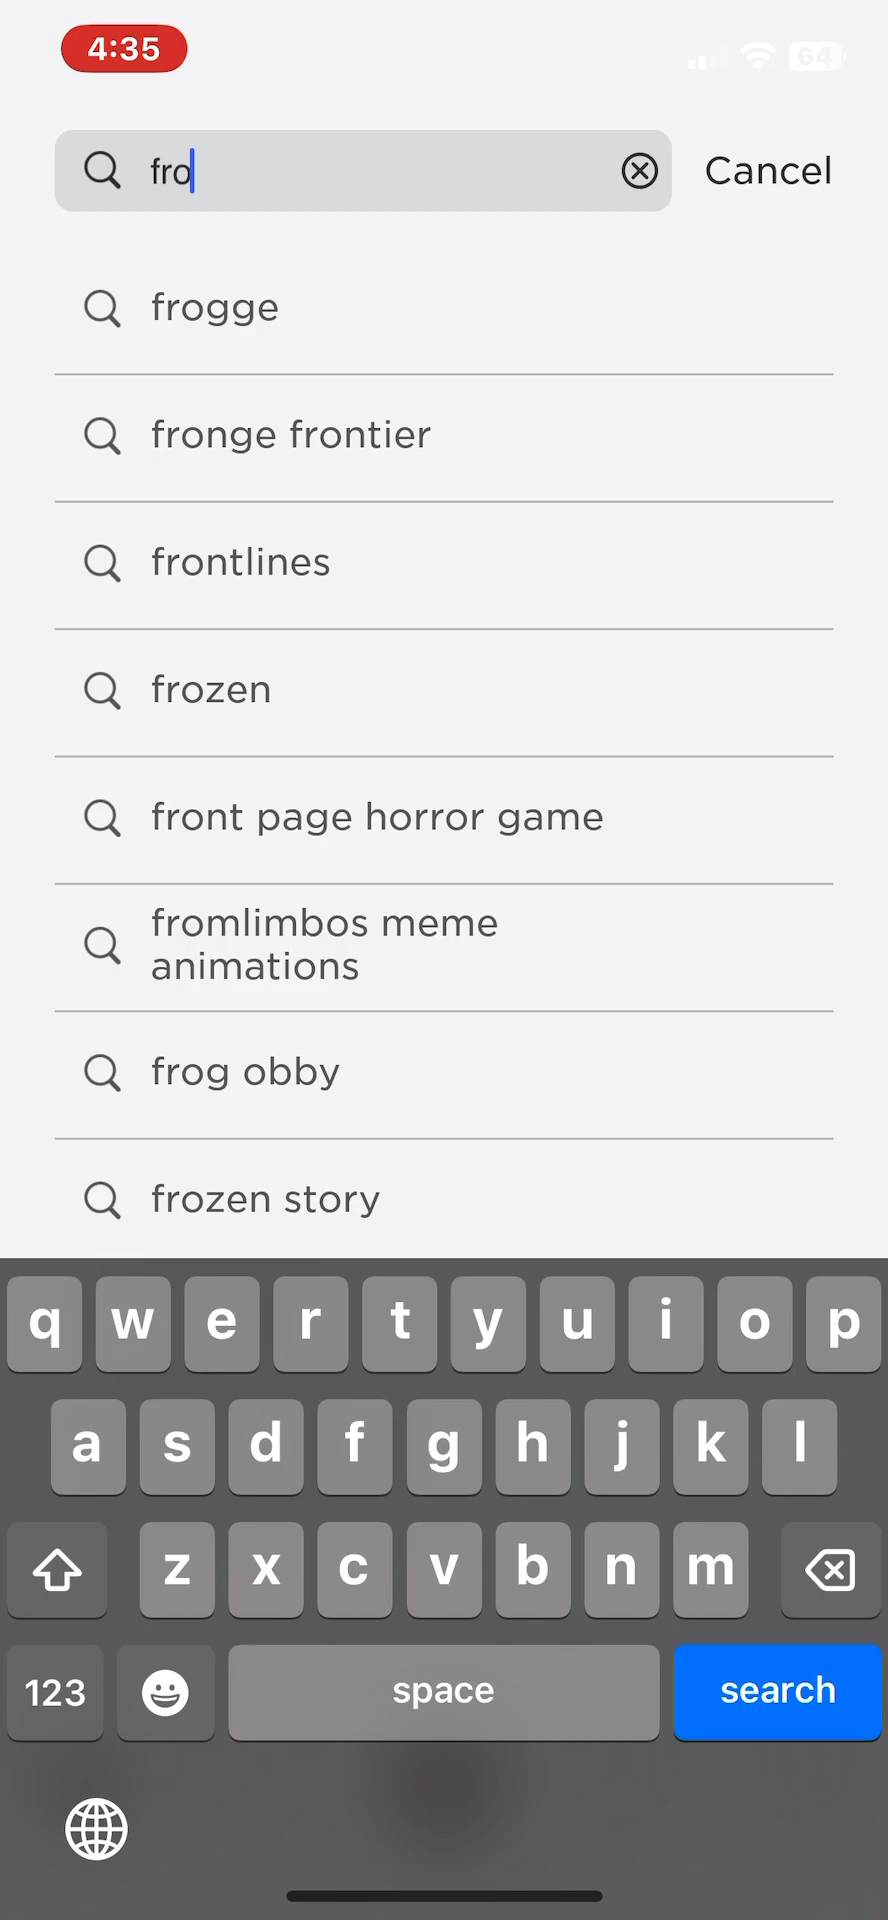 4:35
64
fro
Cancel
frogge
fronge frontier
frontlines
frozen
front page horror game
fromlimbos meme
animations
frog obby
frozen story
q w e r t y u i o p
a s d f g h j k l
z x c v b n m
123 space search